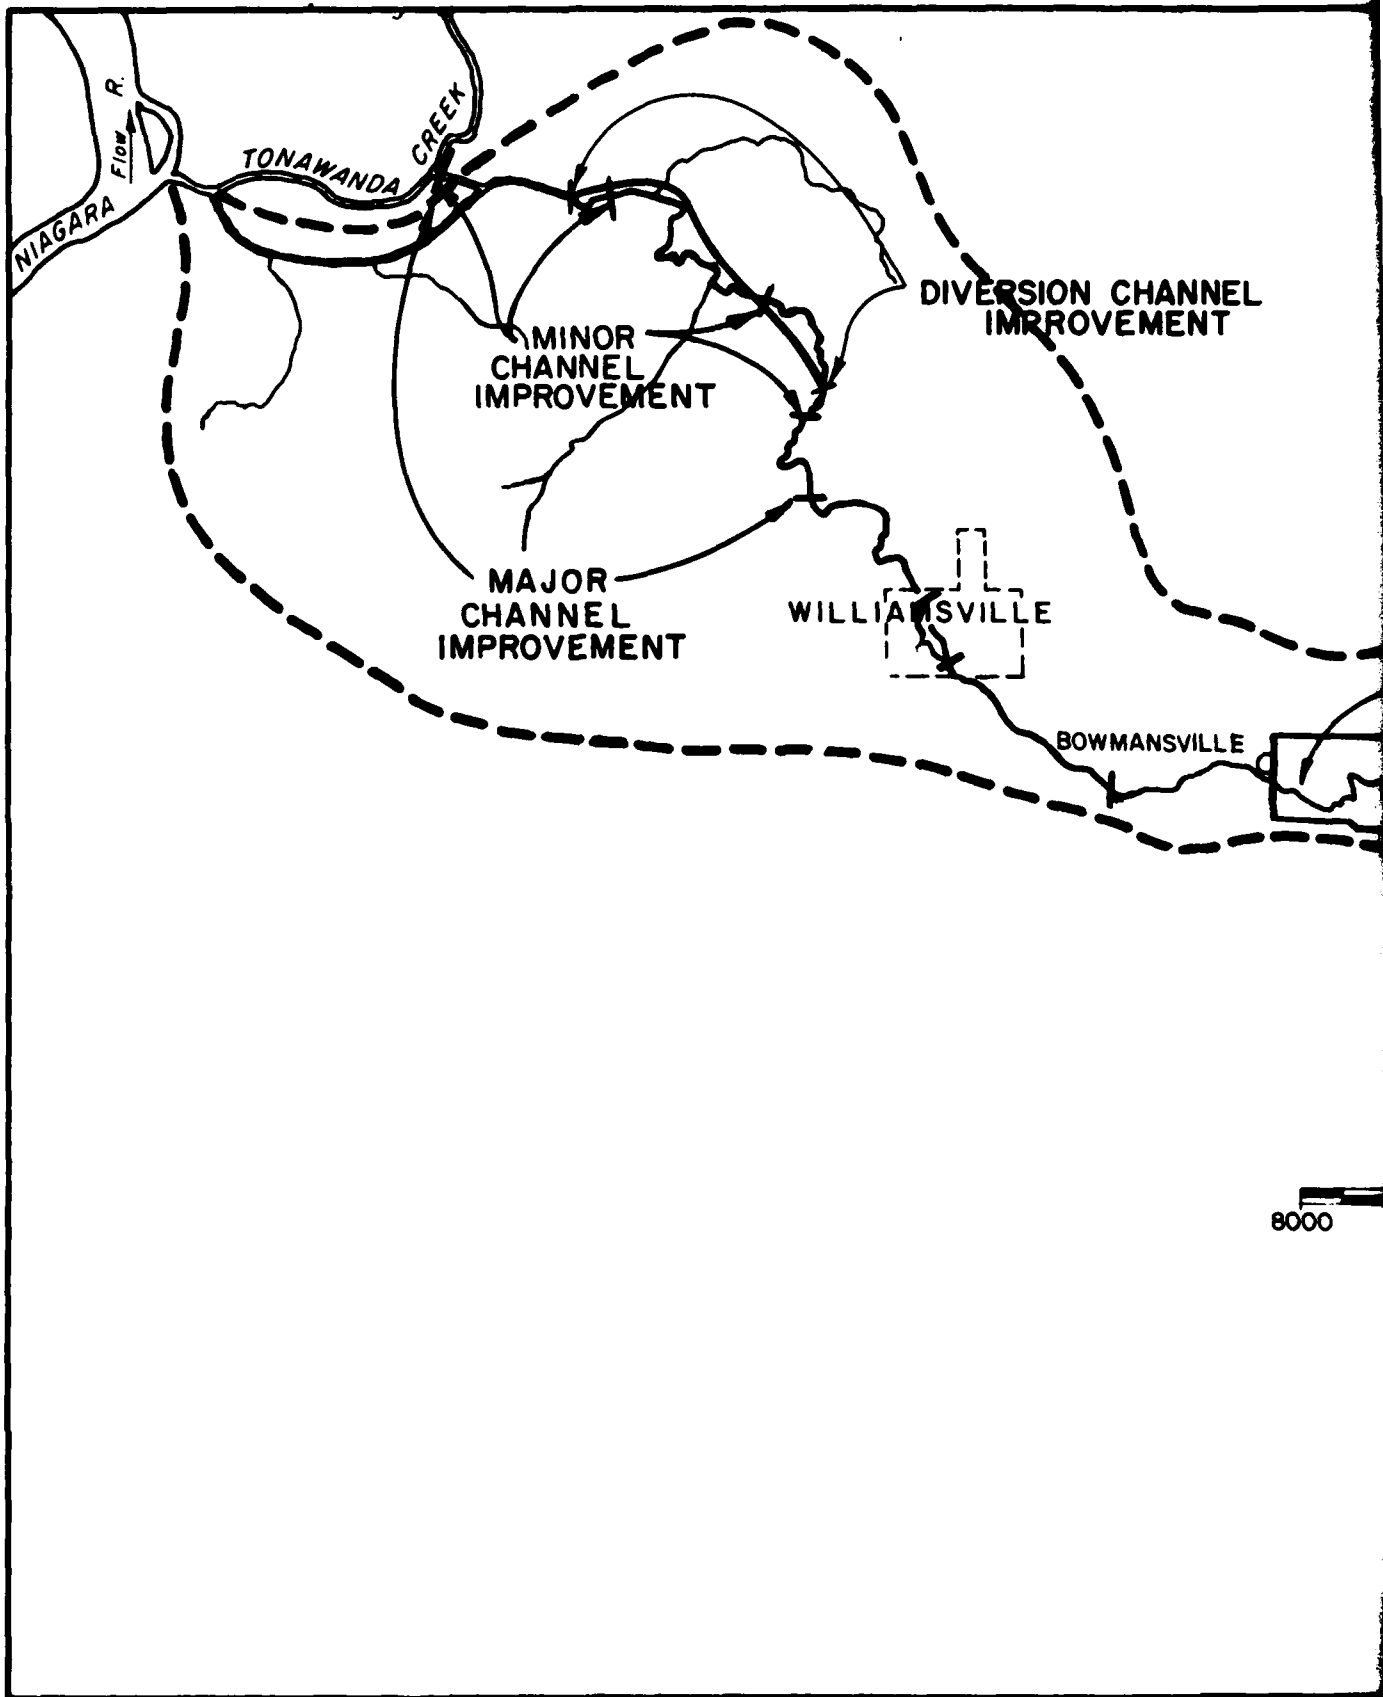 NIAGARA
Flow
R.
TONAWANDA
CREEK
DIVERSION CHANNEL
IMPROVEMENT
MINOR
CHANNEL
IMPROVEMENT
MAJOR
CHANNEL
IMPROVEMENT
WILLIAMSVILLE
BOWMANSVILLE
8000